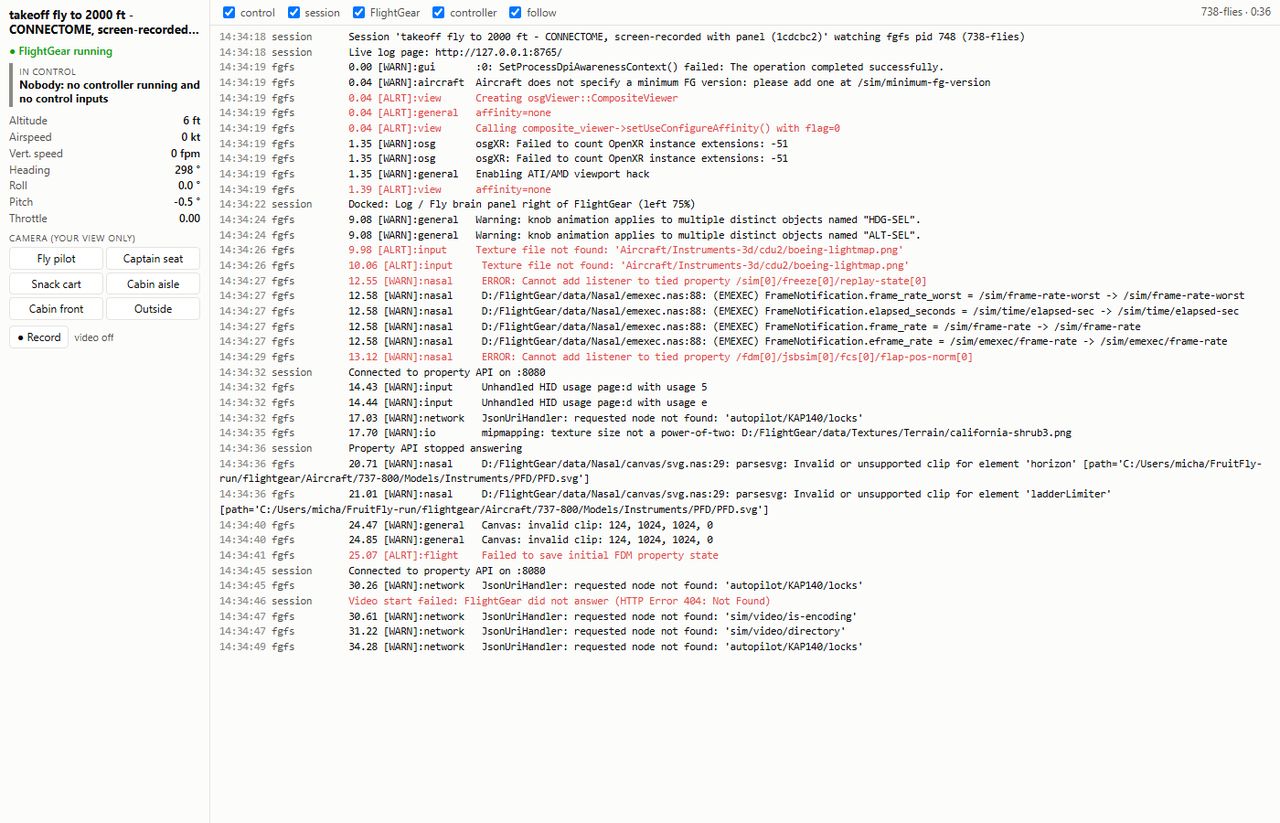 takeoff fly to 2000 ft -
CONNECTOME, screen-recorded...
● FlightGear running
IN CONTROL
Nobody: no controller running and
no control inputs
Altitude 6 ft
Airspeed 0 kt
Vert. speed 0 fpm
Heading 298 °
Roll 0.0 °
Pitch -0.5 °
Throttle 0.00
CAMERA (YOUR VIEW ONLY)
Fly pilot Captain seat
Snack cart Cabin aisle
Cabin front Outside
● Record video off
control session FlightGear controller follow 738-flies · 0:36
14:34:18 session Session 'takeoff fly to 2000 ft - CONNECTOME, screen-recorded with panel (1cdcbc2)' watching fgfs pid 748 (738-flies)
14:34:18 session Live log page: http://127.0.0.1:8765/
14:34:19 fgfs 0.00 [WARN]:gui :0: SetProcessDpiAwarenessContext() failed: The operation completed successfully.
14:34:19 fgfs 0.04 [WARN]:aircraft Aircraft does not specify a minimum FG version: please add one at /sim/minimum-fg-version
14:34:19 fgfs 0.04 [ALRT]:view Creating osgViewer::CompositeViewer
14:34:19 fgfs 0.04 [ALRT]:general affinity=none
14:34:19 fgfs 0.04 [ALRT]:view Calling composite_viewer->setUseConfigureAffinity() with flag=0
14:34:19 fgfs 1.35 [WARN]:osg osgXR: Failed to count OpenXR instance extensions: -51
14:34:19 fgfs 1.35 [WARN]:osg osgXR: Failed to count OpenXR instance extensions: -51
14:34:19 fgfs 1.35 [WARN]:general Enabling ATI/AMD viewport hack
14:34:19 fgfs 1.39 [ALRT]:view affinity=none
14:34:22 session Docked: Log / Fly brain panel right of FlightGear (left 75%)
14:34:24 fgfs 9.08 [WARN]:general Warning: knob animation applies to multiple distinct objects named "HDG-SEL".
14:34:24 fgfs 9.08 [WARN]:general Warning: knob animation applies to multiple distinct objects named "ALT-SEL".
14:34:26 fgfs 9.98 [ALRT]:input Texture file not found: 'Aircraft/Instruments-3d/cdu2/boeing-lightmap.png'
14:34:26 fgfs 10.06 [ALRT]:input Texture file not found: 'Aircraft/Instruments-3d/cdu2/boeing-lightmap.png'
14:34:27 fgfs 12.55 [WARN]:nasal ERROR: Cannot add listener to tied property /sim[0]/freeze[0]/replay-state[0]
14:34:27 fgfs 12.58 [WARN]:nasal D:/FlightGear/data/Nasal/emexec.nas:88: (EMEXEC) FrameNotification.frame_rate_worst = /sim/frame-rate-worst -> /sim/frame-rate-worst
14:34:27 fgfs 12.58 [WARN]:nasal D:/FlightGear/data/Nasal/emexec.nas:88: (EMEXEC) FrameNotification.elapsed_seconds = /sim/time/elapsed-sec -> /sim/time/elapsed-sec
14:34:27 fgfs 12.58 [WARN]:nasal D:/FlightGear/data/Nasal/emexec.nas:88: (EMEXEC) FrameNotification.frame_rate = /sim/frame-rate -> /sim/frame-rate
14:34:27 fgfs 12.58 [WARN]:nasal D:/FlightGear/data/Nasal/emexec.nas:88: (EMEXEC) FrameNotification.eframe_rate = /sim/emexec/frame-rate -> /sim/emexec/frame-rate
14:34:29 fgfs 13.12 [WARN]:nasal ERROR: Cannot add listener to tied property /fdm[0]/jsbsim[0]/fcs[0]/flap-pos-norm[0]
14:34:32 session Connected to property API on :8080
14:34:32 fgfs 14.43 [WARN]:input Unhandled HID usage page:d with usage 5
14:34:32 fgfs 14.44 [WARN]:input Unhandled HID usage page:d with usage e
14:34:32 fgfs 17.03 [WARN]:network JsonUriHandler: requested node not found: 'autopilot/KAP140/locks'
14:34:35 fgfs 17.70 [WARN]:io mipmapping: texture size not a power-of-two: D:/FlightGear/data/Textures/Terrain/california-shrub3.png
14:34:36 session Property API stopped answering
14:34:36 fgfs 20.71 [WARN]:nasal D:/FlightGear/data/Nasal/canvas/svg.nas:29: parsesvg: Invalid or unsupported clip for element 'horizon' [path='C:/Users/micha/FruitFly-
run/flightgear/Aircraft/737-800/Models/Instruments/PFD/PFD.svg']
14:34:36 fgfs 21.01 [WARN]:nasal D:/FlightGear/data/Nasal/canvas/svg.nas:29: parsesvg: Invalid or unsupported clip for element 'ladderLimiter'
[path='C:/Users/micha/FruitFly-run/flightgear/Aircraft/737-800/Models/Instruments/PFD/PFD.svg']
14:34:40 fgfs 24.47 [WARN]:general Canvas: invalid clip: 124, 1024, 1024, 0
14:34:40 fgfs 24.85 [WARN]:general Canvas: invalid clip: 124, 1024, 1024, 0
14:34:41 fgfs 25.07 [ALRT]:flight Failed to save initial FDM property state
14:34:45 session Connected to property API on :8080
14:34:45 fgfs 30.26 [WARN]:network JsonUriHandler: requested node not found: 'autopilot/KAP140/locks'
14:34:46 session Video start failed: FlightGear did not answer (HTTP Error 404: Not Found)
14:34:47 fgfs 30.61 [WARN]:network JsonUriHandler: requested node not found: 'sim/video/is-encoding'
14:34:47 fgfs 31.22 [WARN]:network JsonUriHandler: requested node not found: 'sim/video/directory'
14:34:49 fgfs 34.28 [WARN]:network JsonUriHandler: requested node not found: 'autopilot/KAP140/locks'